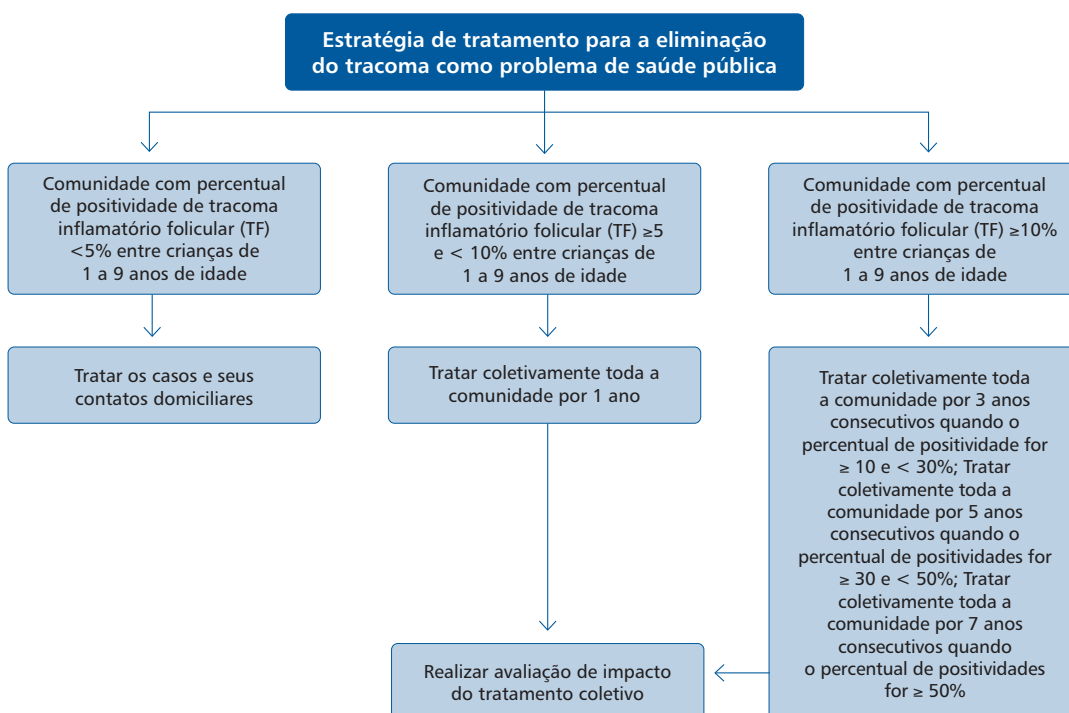 Estratégia de tratamento para a eliminação
do tracoma como problema de saúde pública
Comunidade com percentual
de positividade de tracoma
inflamatório folicular (TF)
<5% entre crianças de
1 a 9 anos de idade
Comunidade com percentual
de positividade de tracoma
inflamatório folicular (TF) ≥5
e < 10% entre crianças de
1 a 9 anos de idade
Comunidade com percentual
de positividade de tracoma
inflamatório folicular (TF) ≥10%
entre crianças de
1 a 9 anos de idade
Tratar os casos e seus
contatos domiciliares
Tratar coletivamente toda a
comunidade por 1 ano
Tratar coletivamente toda
a comunidade por 3 anos
consecutivos quando o
percentual de positividade for
≥ 10 e < 30%; Tratar
coletivamente toda a
comunidade por 5 anos
consecutivos quando o
percentual de positividades for
≥ 30 e < 50%; Tratar
coletivamente toda a
comunidade por 7 anos
consecutivos quando
o percentual de positividades
for ≥ 50%
Realizar avaliação de impacto
do tratamento coletivo